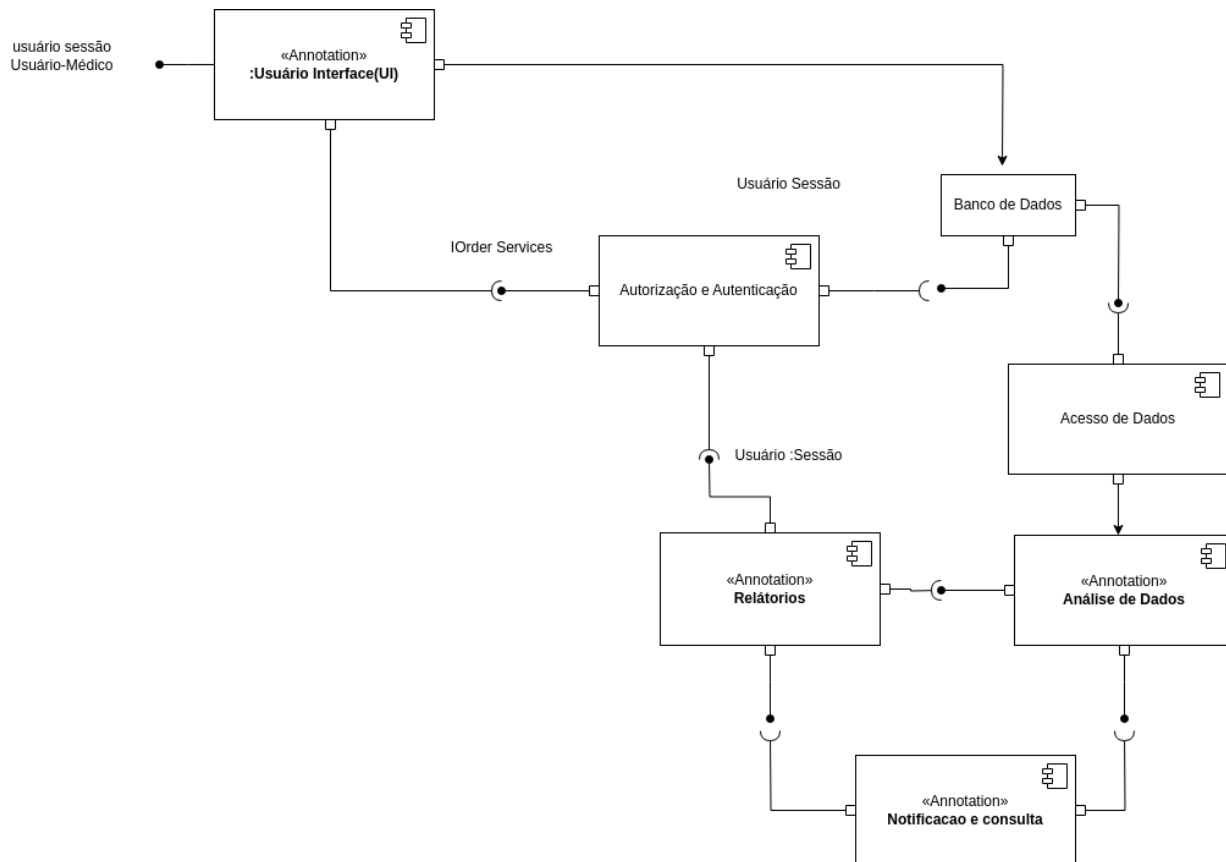 usuário sessão
Usuário-Médico
«Annotation»
:Usuário Interface(UI)
Usuário Sessão
Banco de Dados
IOrder Services
Autorização e Autenticação
Acesso de Dados
Usuário :Sessão
«Annotation»
Relátorios
«Annotation»
Análise de Dados
«Annotation»
Notificacao e consulta